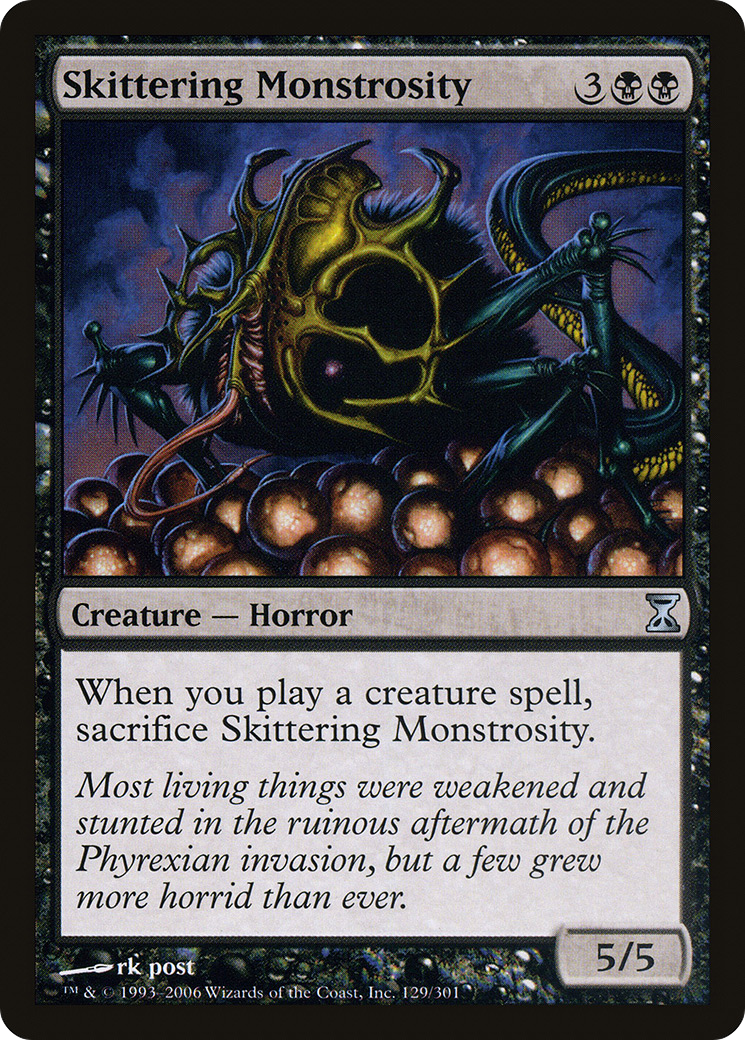 Skittering Monstrosity 3
Creature — Horror
When you play a creature spell,
sacrifice Skittering Monstrosity.
Most living things were weakened and
stunted in the ruinous aftermath of the
Phyrexian invasion, but a few grew
more horrid than ever.
5/5
rk post
™ & © 1993–2006 Wizards of the Coast, Inc. 129/301